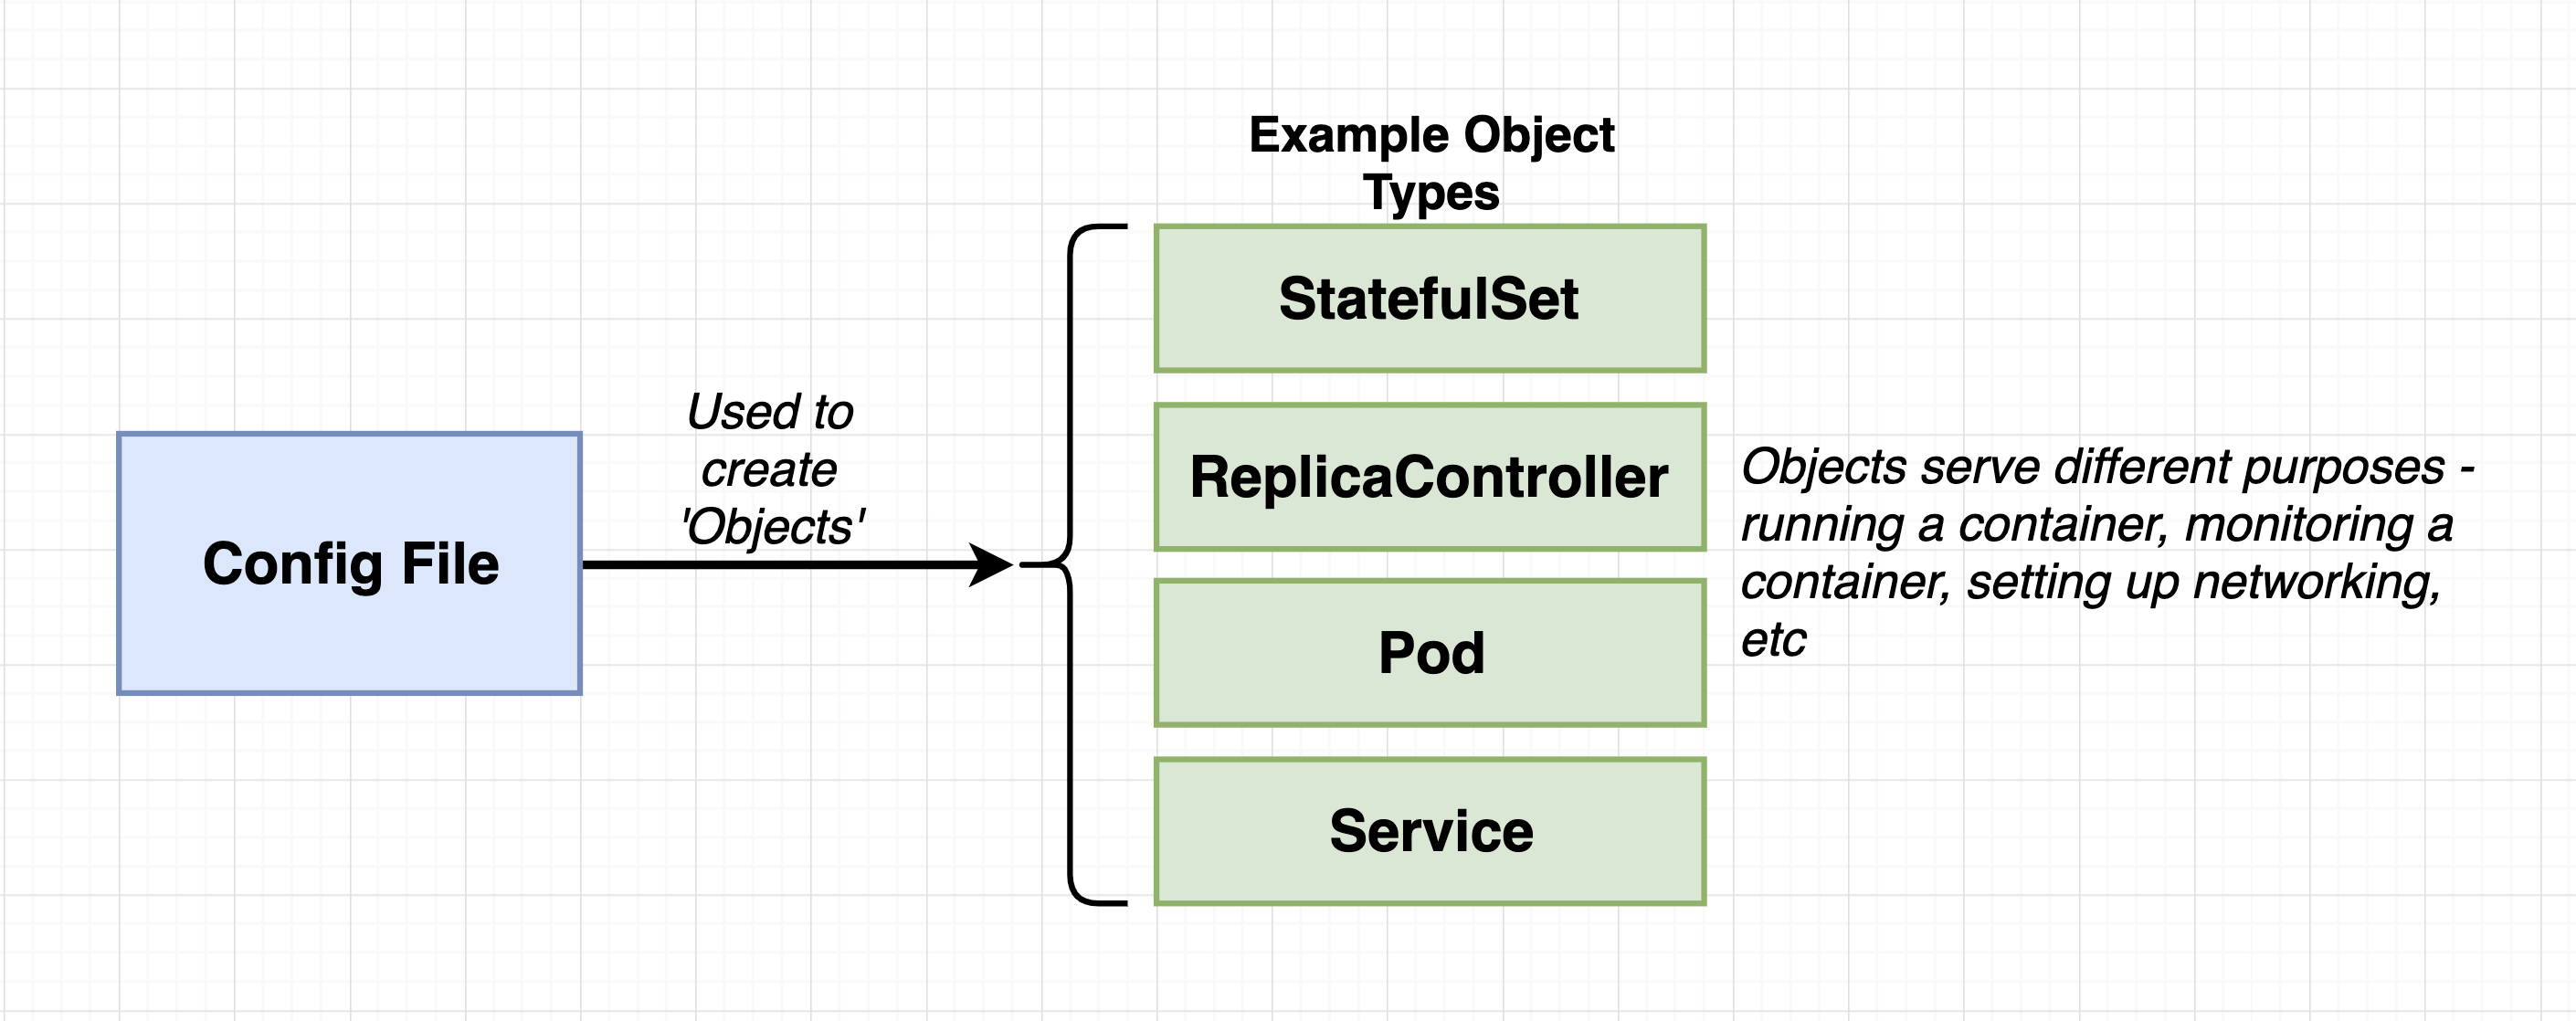 Example Object
Types
StatefulSet
Used to
create
'Objects'
ReplicaController
Objects serve different purposes -
running a container, monitoring a
container, setting up networking,
etc
Config File
Pod
Service